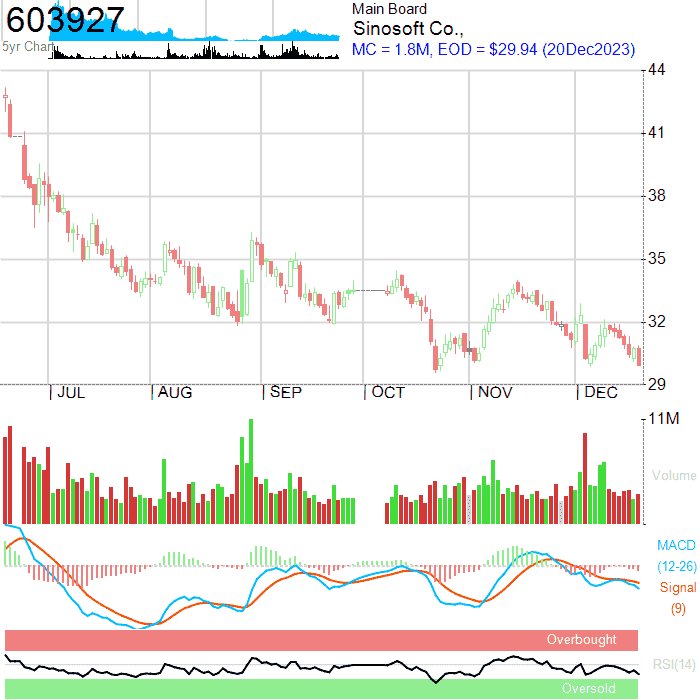 603927
5yr Chart
Main Board
Sinosoft Co.,
MC = 1.8M, EOD = $29.94 (20Dec2023)
44
41
38
35
32
29
JUL AUG SEP OCT NOV DEC
11M
Volume
MACD
(12-26)
Signal
(9)
Overbought
RSI(14)
Oversold